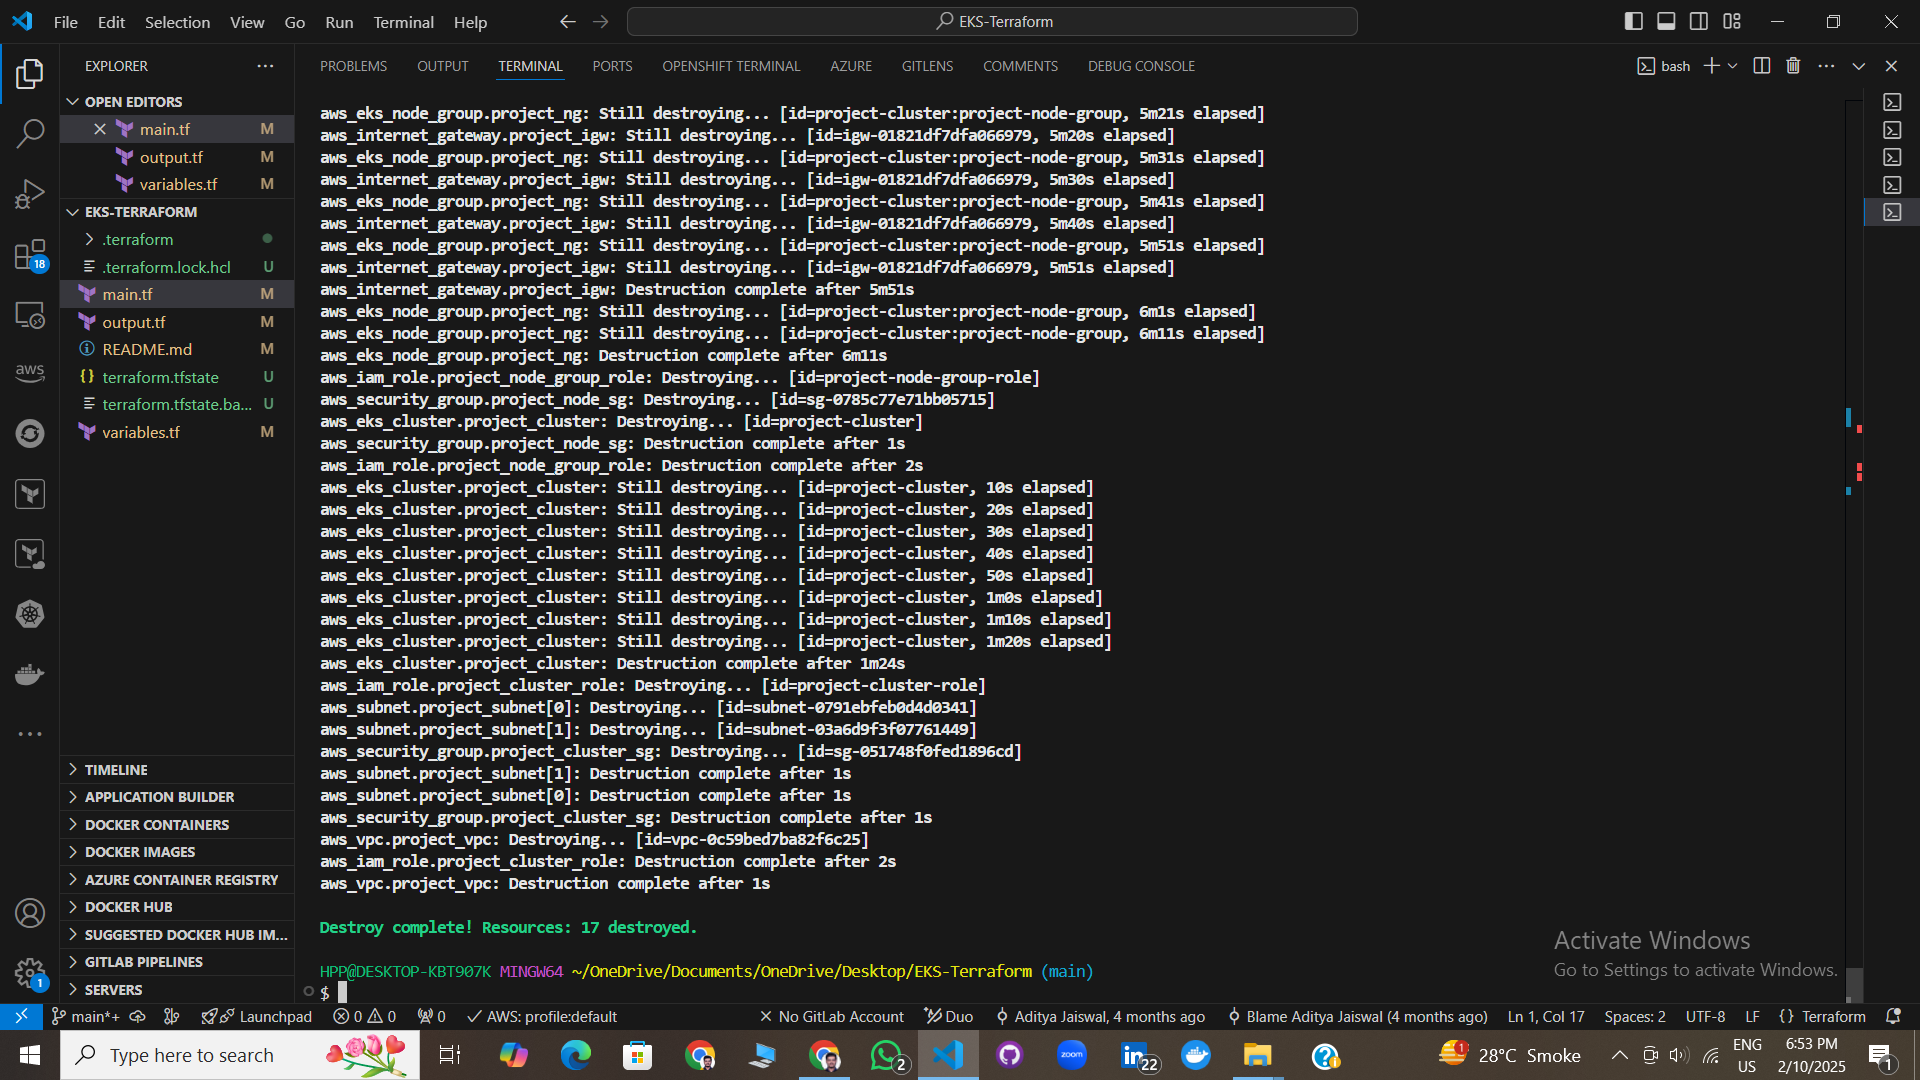 File Edit Selection View Go Run Terminal Help
EKS-Terraform
EXPLORER
PROBLEMS OUTPUT TERMINAL PORTS OPENSHIFT TERMINAL AZURE GITLENS COMMENTS DEBUG CONSOLE
bash
OPEN EDITORS
main.tf M
output.tf M
variables.tf M
EKS-TERRAFORM
.terraform
.terraform.lock.hcl U
main.tf M
output.tf M
README.md M
terraform.tfstate U
terraform.tfstate.ba... U
variables.tf M
18
aws
TIMELINE
APPLICATION BUILDER
DOCKER CONTAINERS
DOCKER IMAGES
AZURE CONTAINER REGISTRY
DOCKER HUB
SUGGESTED DOCKER HUB IM...
GITLAB PIPELINES
SERVERS
1
aws_eks_node_group.project_ng: Still destroying... [id=project-cluster:project-node-group, 5m21s elapsed]
aws_internet_gateway.project_igw: Still destroying... [id=igw-01821df7dfa066979, 5m20s elapsed]
aws_eks_node_group.project_ng: Still destroying... [id=project-cluster:project-node-group, 5m31s elapsed]
aws_internet_gateway.project_igw: Still destroying... [id=igw-01821df7dfa066979, 5m30s elapsed]
aws_eks_node_group.project_ng: Still destroying... [id=project-cluster:project-node-group, 5m41s elapsed]
aws_internet_gateway.project_igw: Still destroying... [id=igw-01821df7dfa066979, 5m40s elapsed]
aws_eks_node_group.project_ng: Still destroying... [id=project-cluster:project-node-group, 5m51s elapsed]
aws_internet_gateway.project_igw: Still destroying... [id=igw-01821df7dfa066979, 5m51s elapsed]
aws_internet_gateway.project_igw: Destruction complete after 5m51s
aws_eks_node_group.project_ng: Still destroying... [id=project-cluster:project-node-group, 6m1s elapsed]
aws_eks_node_group.project_ng: Still destroying... [id=project-cluster:project-node-group, 6m11s elapsed]
aws_eks_node_group.project_ng: Destruction complete after 6m11s
aws_iam_role.project_node_group_role: Destroying... [id=project-node-group-role]
aws_security_group.project_node_sg: Destroying... [id=sg-0785c77e71bb05715]
aws_eks_cluster.project_cluster: Destroying... [id=project-cluster]
aws_security_group.project_node_sg: Destruction complete after 1s
aws_iam_role.project_node_group_role: Destruction complete after 2s
aws_eks_cluster.project_cluster: Still destroying... [id=project-cluster, 10s elapsed]
aws_eks_cluster.project_cluster: Still destroying... [id=project-cluster, 20s elapsed]
aws_eks_cluster.project_cluster: Still destroying... [id=project-cluster, 30s elapsed]
aws_eks_cluster.project_cluster: Still destroying... [id=project-cluster, 40s elapsed]
aws_eks_cluster.project_cluster: Still destroying... [id=project-cluster, 50s elapsed]
aws_eks_cluster.project_cluster: Still destroying... [id=project-cluster, 1m0s elapsed]
aws_eks_cluster.project_cluster: Still destroying... [id=project-cluster, 1m10s elapsed]
aws_eks_cluster.project_cluster: Still destroying... [id=project-cluster, 1m20s elapsed]
aws_eks_cluster.project_cluster: Destruction complete after 1m24s
aws_iam_role.project_cluster_role: Destroying... [id=project-cluster-role]
aws_subnet.project_subnet[0]: Destroying... [id=subnet-0791ebfeb0d4d0341]
aws_subnet.project_subnet[1]: Destroying... [id=subnet-03a6d9f3f07761449]
aws_security_group.project_cluster_sg: Destroying... [id=sg-051748f0fed1896cd]
aws_subnet.project_subnet[1]: Destruction complete after 1s
aws_subnet.project_subnet[0]: Destruction complete after 1s
aws_security_group.project_cluster_sg: Destruction complete after 1s
aws_vpc.project_vpc: Destroying... [id=vpc-0c59bed7ba82f6c25]
aws_iam_role.project_cluster_role: Destruction complete after 2s
aws_vpc.project_vpc: Destruction complete after 1s
Destroy complete! Resources: 17 destroyed.
HPP@DESKTOP-KBT907K MINGW64 ~/OneDrive/Documents/OneDrive/Desktop/EKS-Terraform (main)
$
Activate Windows
Go to Settings to activate Windows.
main*+ Launchpad 0 0 0 AWS: profile:default No GitLab Account Duo Aditya Jaiswal, 4 months ago Blame Aditya Jaiswal (4 months ago) Ln 1, Col 17 Spaces: 2 UTF-8 LF {} Terraform
Type here to search
zoom
2
22
1
28°C Smoke
ENG
US
6:53 PM
2/10/2025
1